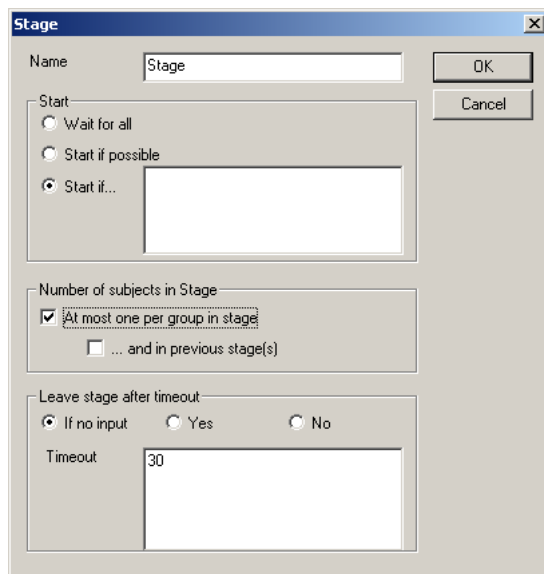 Stage
Name
Stage
OK
Cancel
Start
Wait for all
Start if possible
Start if...
Number of subjects in Stage
At most one per group in stage
... and in previous stage(s)
Leave stage after timeout
If no input Yes No
Timeout
30